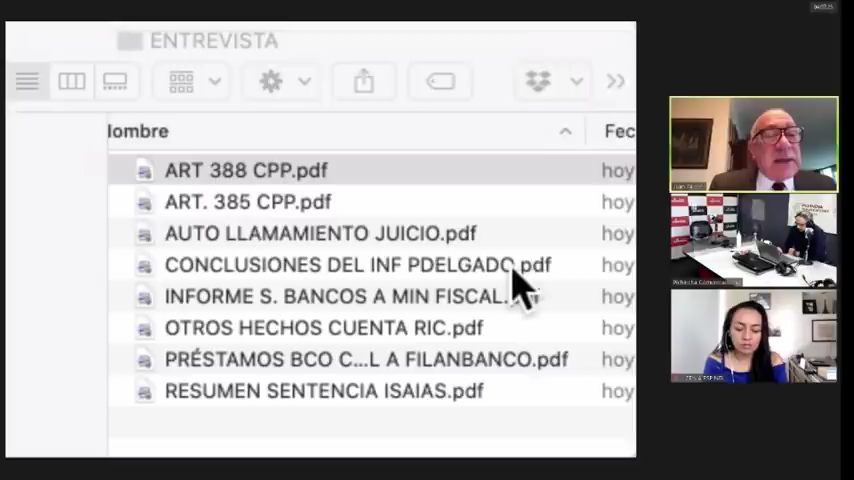 ENTREVISTA
lombre
Fec
ART 388 CPP.pdf
hoy
ART. 385 CPP.pdf
hoy
AUTO LLAMAMIENTO JUICIO.pdf
hoy
CONCLUSIONES DEL INF PDELGADO.pdf
hoy
INFORME S. BANCOS A MIN FISCAL.
hoy
OTROS HECHOS CUENTA RIC.pdf
hoy
PRÉSTAMOS BCO C...L A FILANBANCO.pdf
hoy
RESUMEN SENTENCIA ISAIAS.pdf
hoy